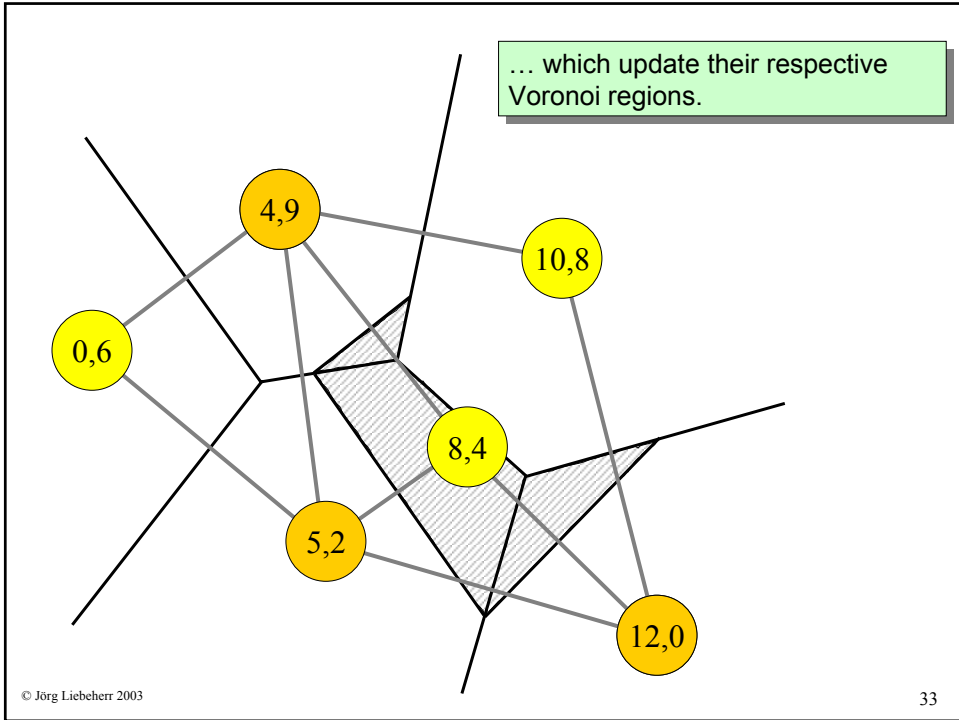 … which update their respective
Voronoi regions.
4,9
10,8
0,6
8,4
5,2
12,0
© Jörg Liebeherr 2003
33